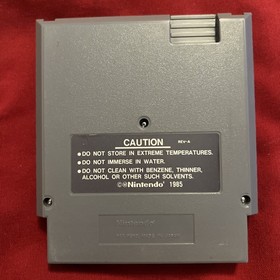 CAUTION REV-A
• DO NOT STORE IN EXTREME TEMPERATURES.
• DO NOT IMMERSE IN WATER.
• DO NOT CLEAN WITH BENZENE, THINNER,
ALCOHOL OR OTHER SUCH SOLVENTS.
©®Nintendo® 1985